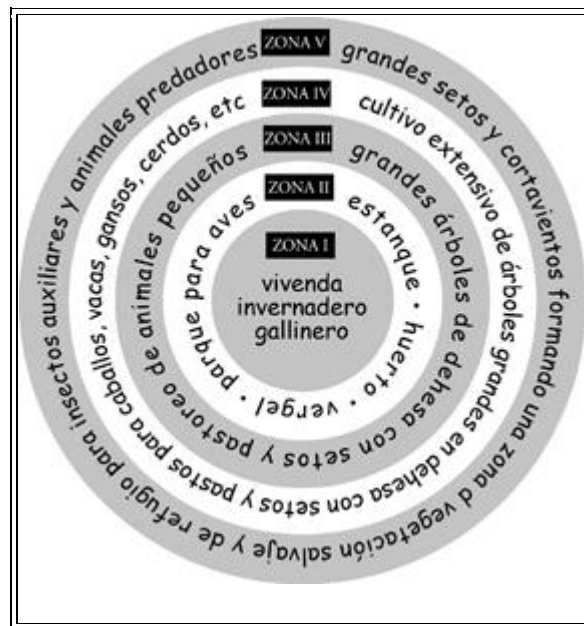 ZONA V
grandes setos y cortavientos formando una zona d vegetación salvaje y de refugio para insectos auxiliares y animales predadores
ZONA IV
cultivo extensivo de árboles grandes en dehesa con setos y pastos para caballos, vacas, gansos, cerdos, etc
ZONA III
grandes árboles de dehesa con setos y pastoreo de animales pequeños
ZONA II
estanque · huerto · vergel · parque para aves
ZONA I
vivenda
invernadero
gallinero